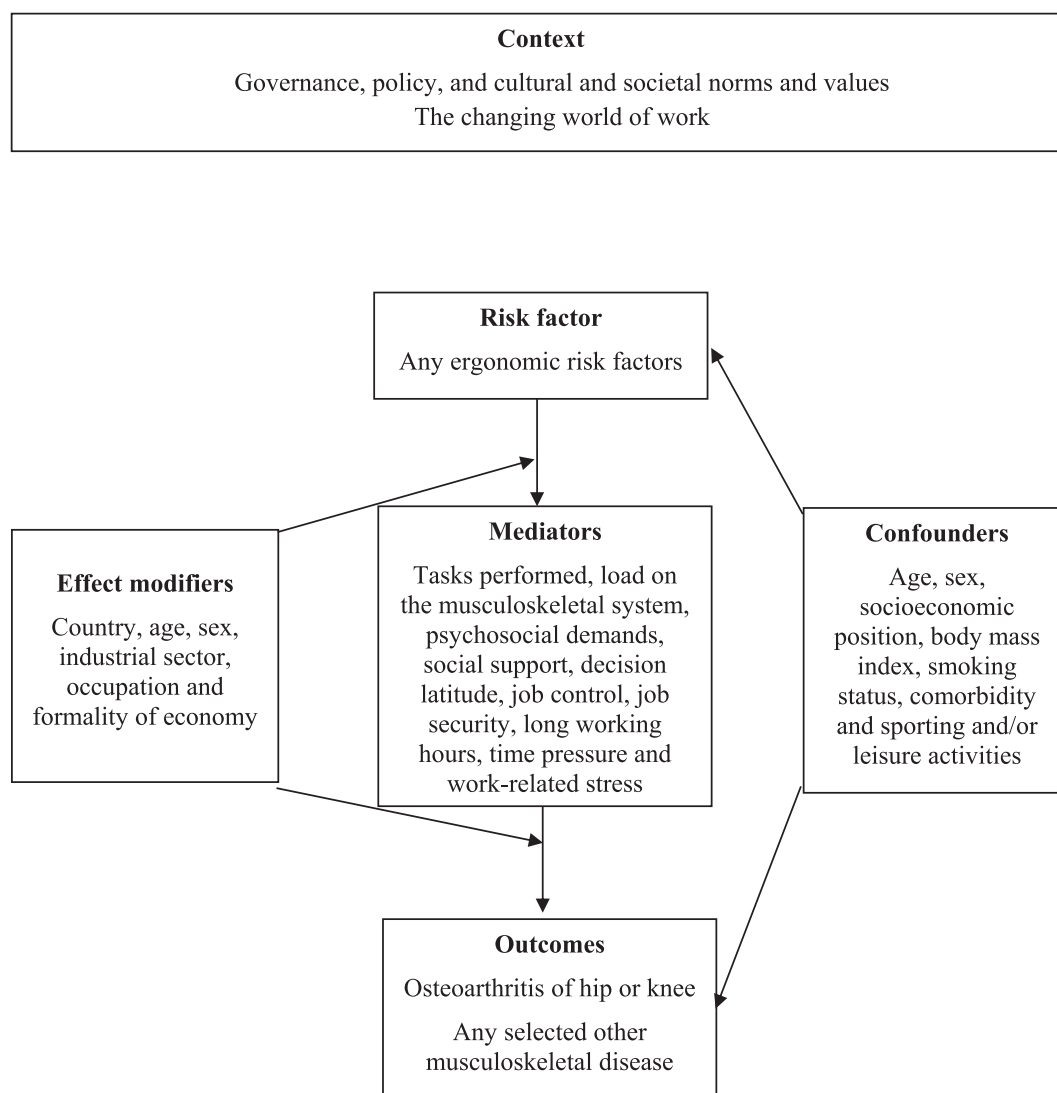 Context
Governance, policy, and cultural and societal norms and values
The changing world of work
Risk factor
Any ergonomic risk factors
Effect modifiers
Country, age, sex,
industrial sector,
occupation and
formality of economy
Mediators
Tasks performed, load on
the musculoskeletal system,
psychosocial demands,
social support, decision
latitude, job control, job
security, long working
hours, time pressure and
work-related stress
Confounders
Age, sex,
socioeconomic
position, body mass
index, smoking
status, comorbidity
and sporting and/or
leisure activities
Outcomes
Osteoarthritis of hip or knee
Any selected other
musculoskeletal disease